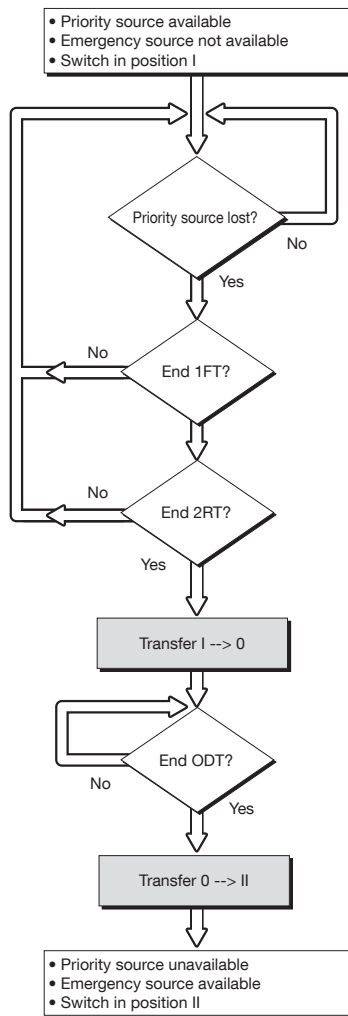 • Priority source available
• Emergency source not available
• Switch in position I
Priority source lost?
No
Yes
No
End 1FT?
No
End 2RT?
Yes
Transfer I --> 0
End ODT?
No
Yes
Transfer 0 --> II
• Priority source unavailable
• Emergency source available
• Switch in position II